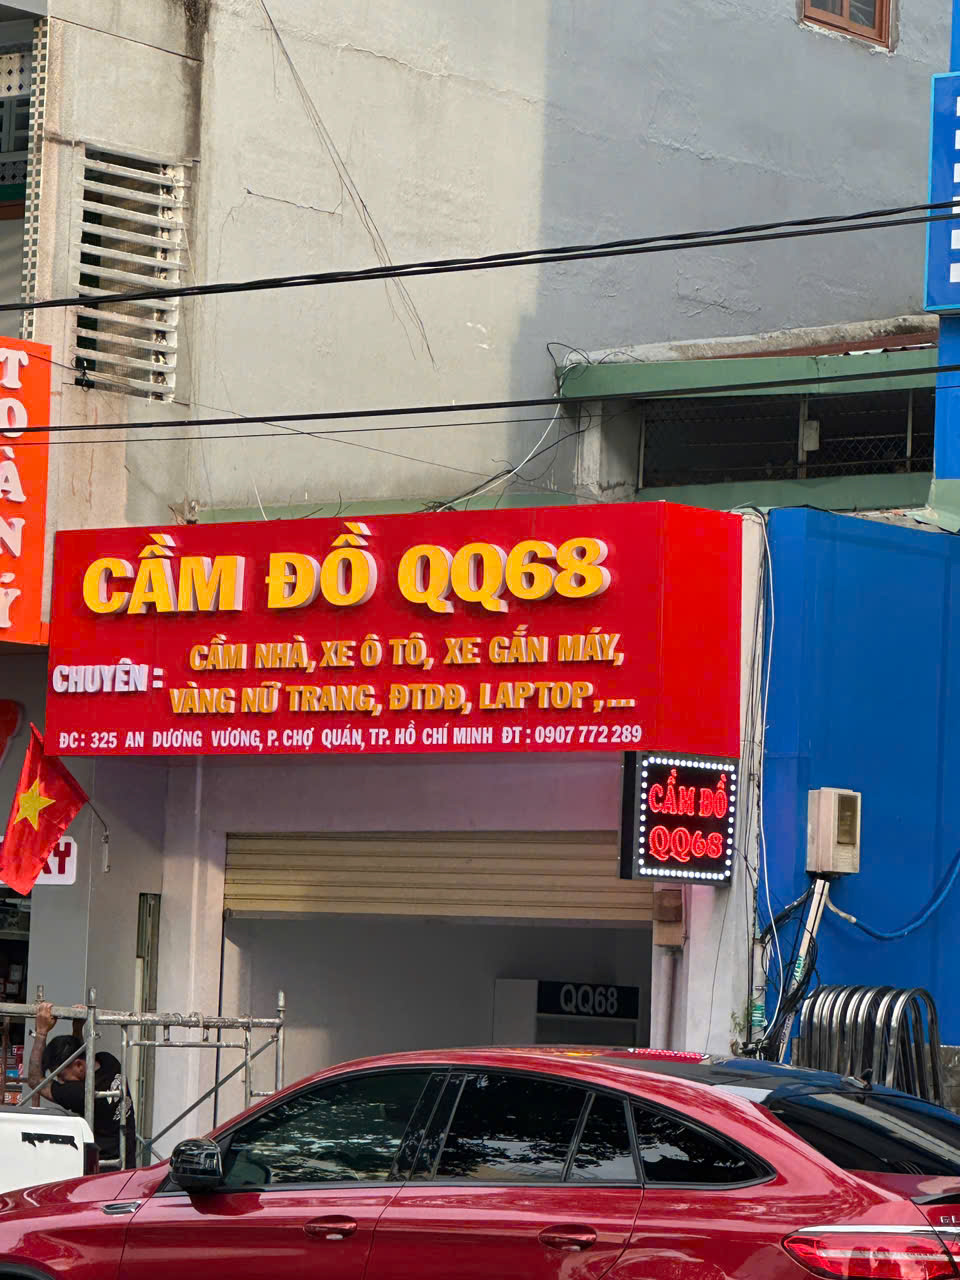 TOÀN Ý
CẦM ĐỒ QQ68
CHUYÊN :
CẦM NHÀ, XE Ô TÔ, XE GẮN MÁY,
VÀNG NỮ TRANG, ĐTDĐ, LAPTOP , ...
ĐC : 325 AN DƯƠNG VƯƠNG, P. CHỢ QUÁN, TP. HỒ CHÍ MINH ĐT : 0907 772 289
CẦM ĐỒ
QQ68
QQ68